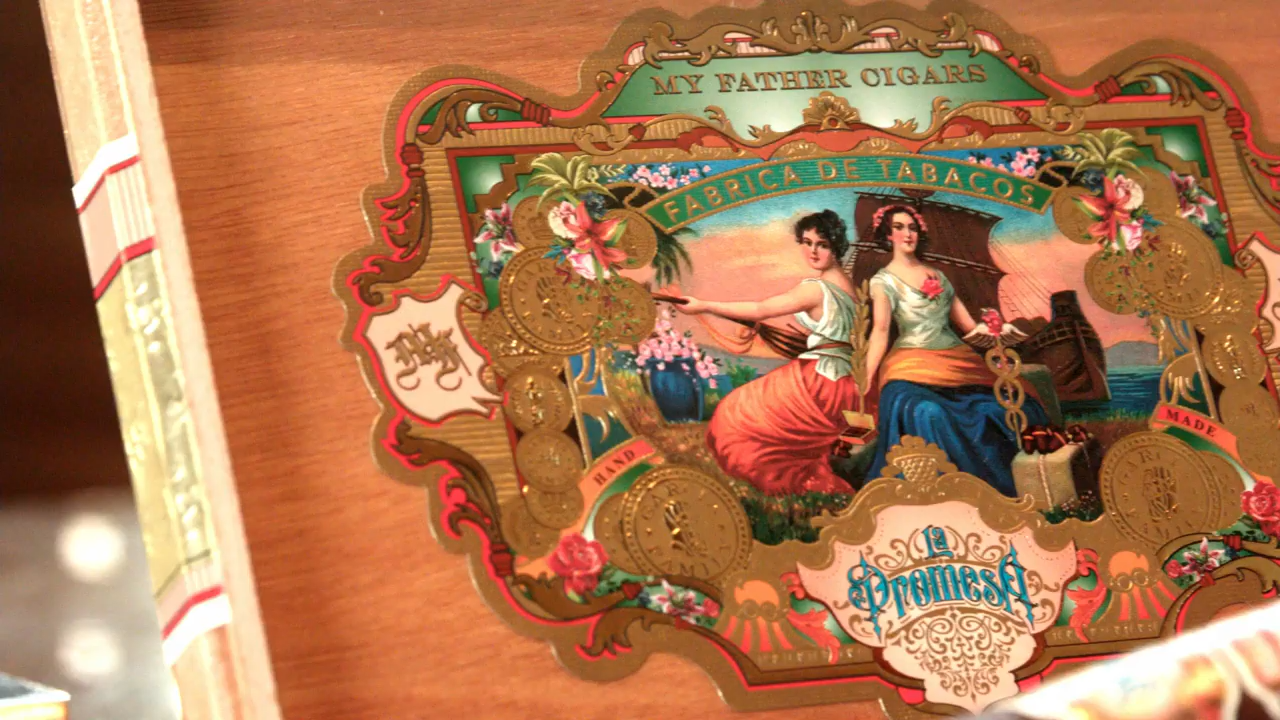 MY FATHER CIGARS
FABRICA DE TABACOS
HAND
MADE
La
Promesa